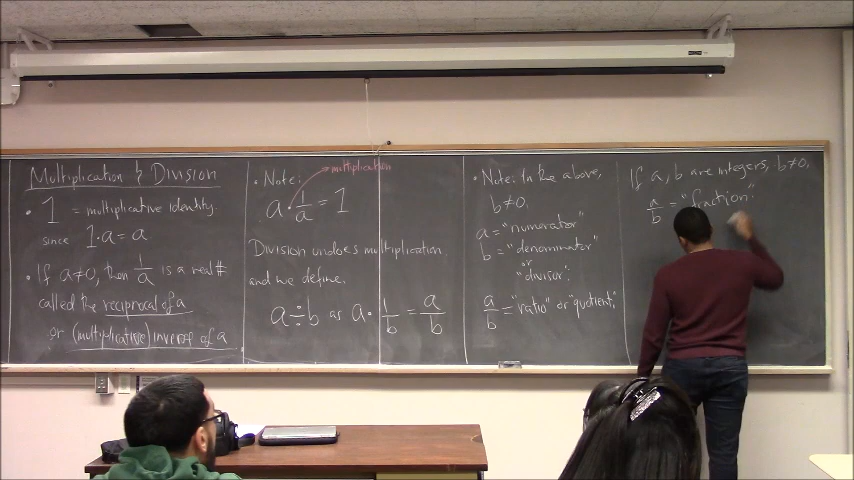 Multiplication & Division
• 1 = multiplicative identity.
since 1·a = a
• If a≠0, then 1/a is a real #
called the reciprocal of a
or (multiplicative) inverse of a
• Note: multiplication
a · 1/a = 1
Division undoes multiplication
and we define.
a ÷ b as a · 1/b = a/b
• Note: In the above,
b≠0.
a = "numerator"
b = "denominator"
or
"divisor".
a/b = "ratio" or "quotient."
If a, b are integers, b≠0,
a/b = "fraction."